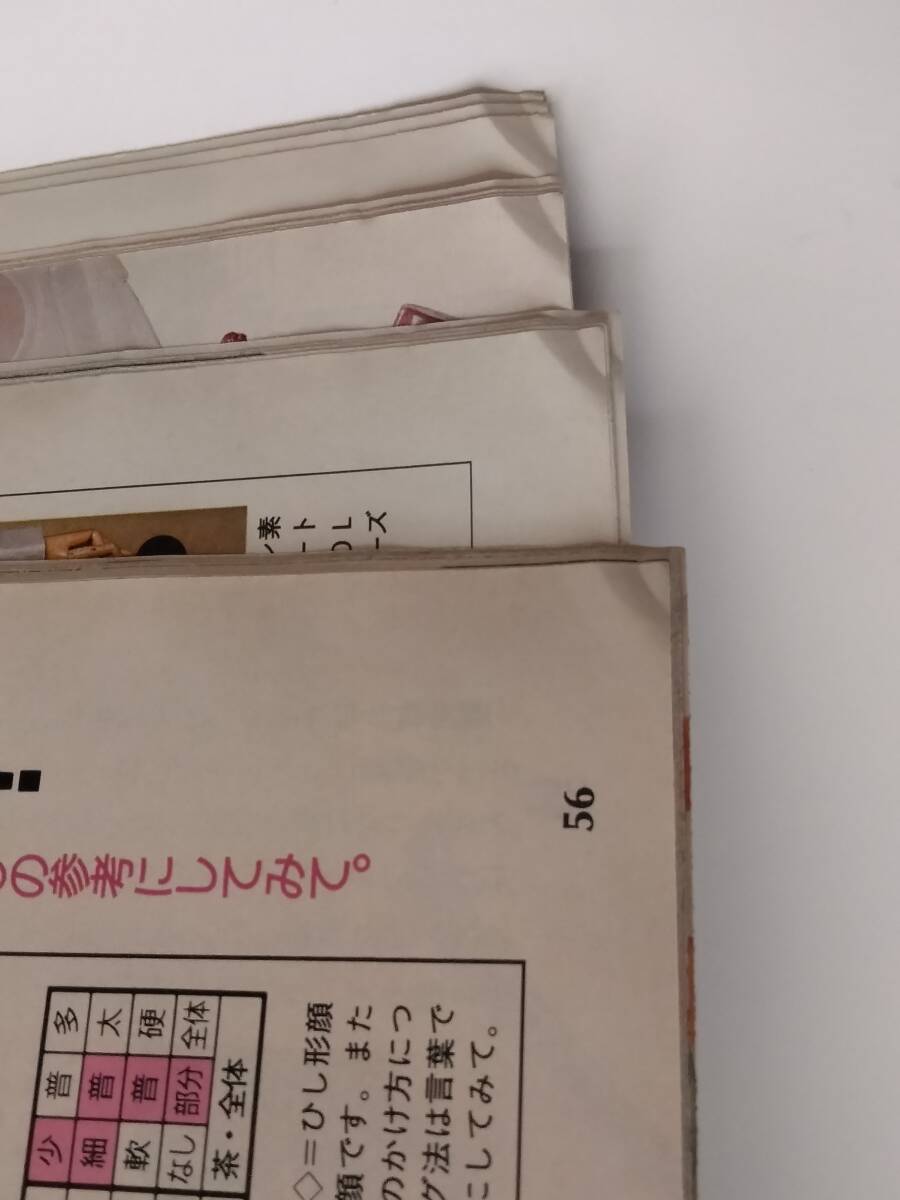 ン素
ート
OL
ーズ
!
の参考にしてみて。
56
少 普 多
細 普 太
軟 普 硬
なし 部分 全体
茶・全体
◇=ひし形顔
顔です。また
のかけ方につ
グ法は言葉で
にしてみて。